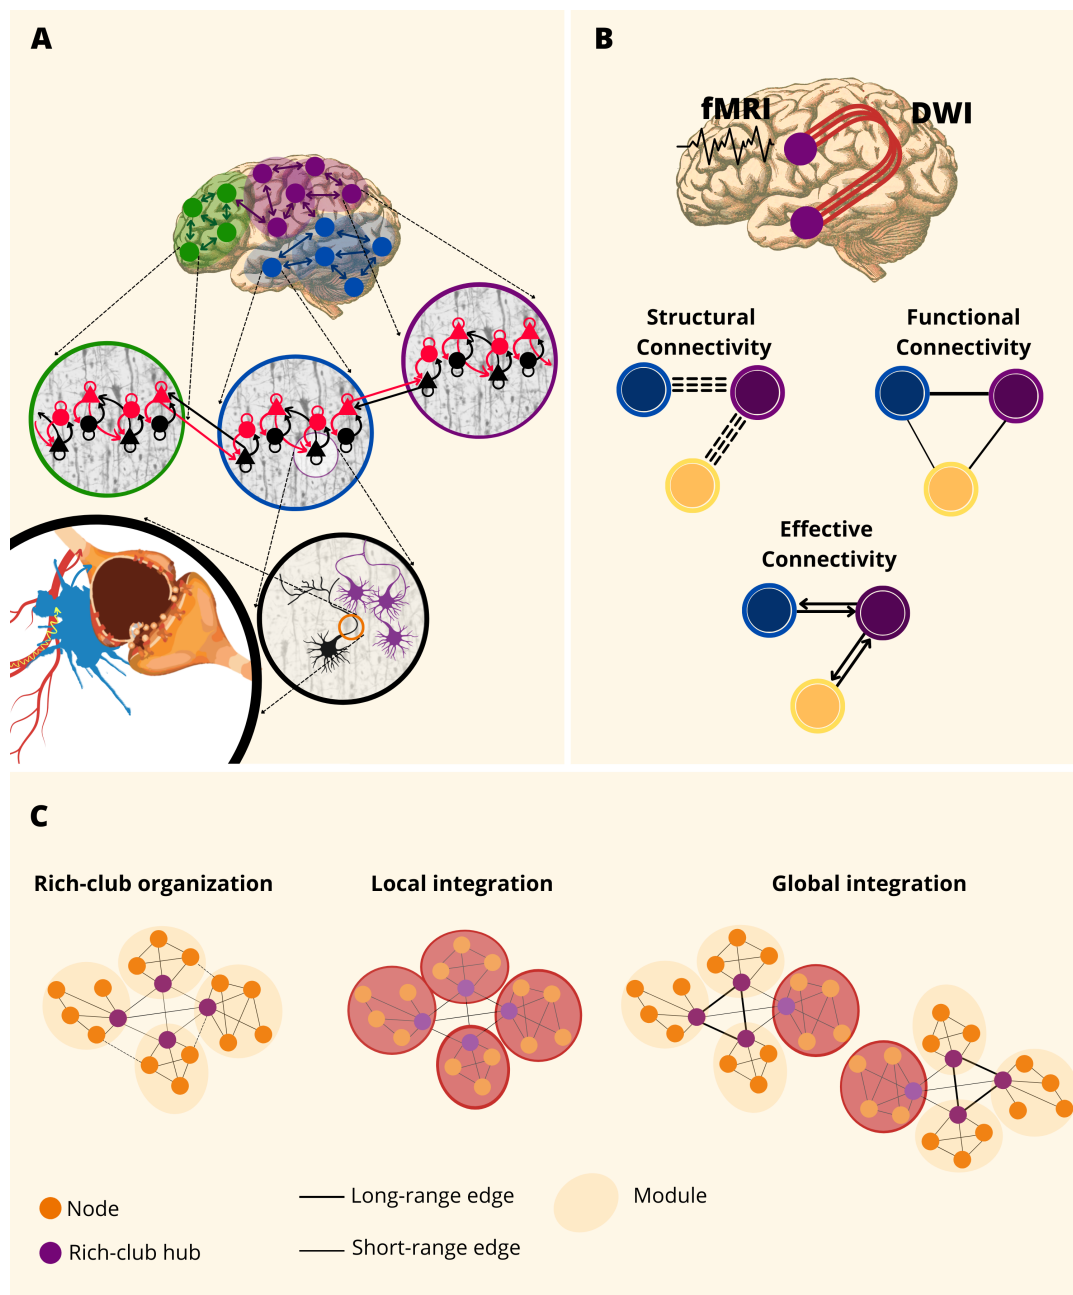 A
B
fMRI
DWI
Structural
Connectivity
Functional
Connectivity
Effective
Connectivity
C
Rich-club organization
Local integration
Global integration
Node
Rich-club hub
Long-range edge
Short-range edge
Module